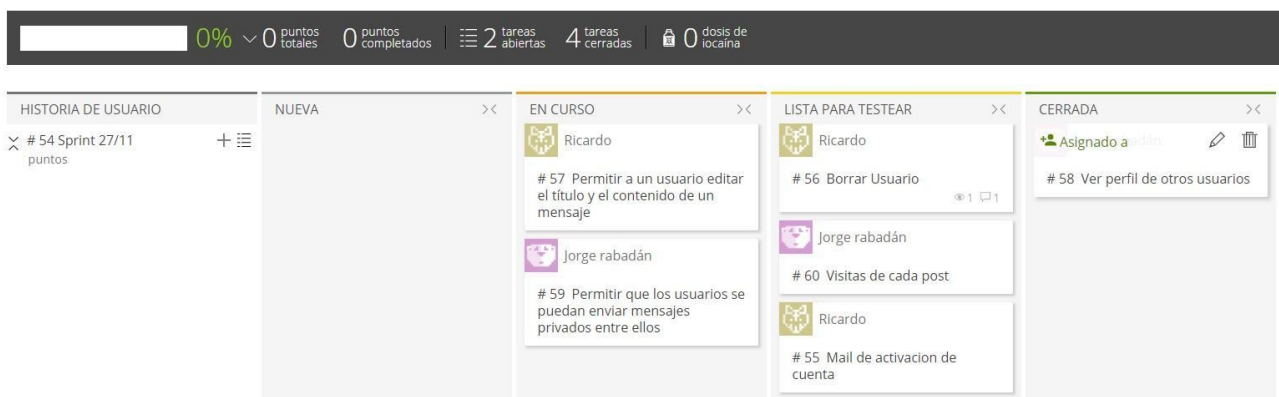 0% 0 puntos totales 0 puntos completados 2 tareas abiertas 4 tareas cerradas 0 dosis de iocaína
HISTORIA DE USUARIO
NUEVA
EN CURSO
LISTA PARA TESTEAR
CERRADA
# 54 Sprint 27/11
puntos
Ricardo
# 57 Permitir a un usuario editar
el título y el contenido de un
mensaje
Jorge rabadán
# 59 Permitir que los usuarios se
puedan enviar mensajes
privados entre ellos
Ricardo
# 56 Borrar Usuario
1 1
Jorge rabadán
# 60 Visitas de cada post
Ricardo
# 55 Mail de activacion de
cuenta
Asignado a
# 58 Ver perfil de otros usuarios